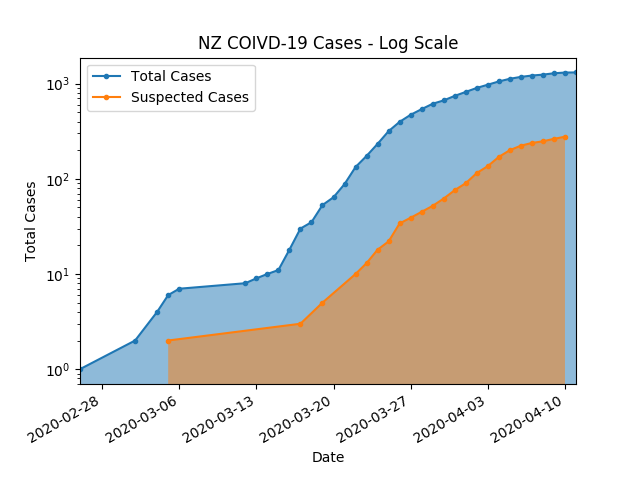 NZ COIVD-19 Cases - Log Scale
Total Cases
Suspected Cases
Total Cases
10³
10²
10¹
10⁰
2020-02-28
2020-03-06
2020-03-13
2020-03-20
2020-03-27
2020-04-03
2020-04-10
Date